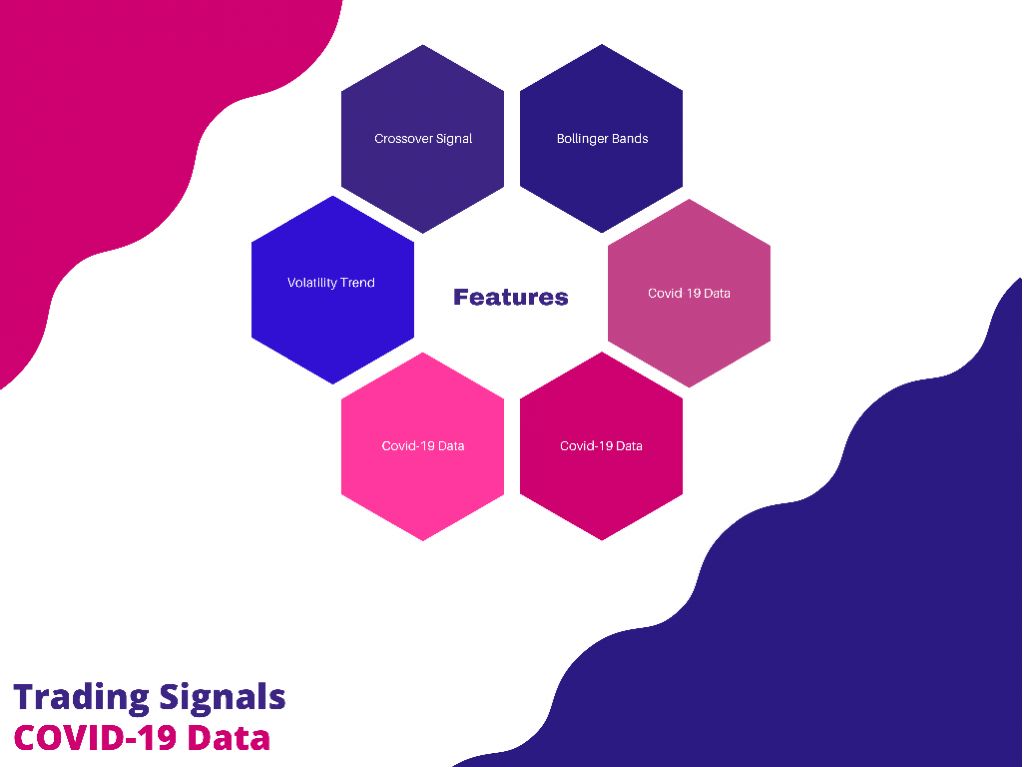 Crossover Signal
Bollinger Bands
Volatility Trend
Features
Covid 19 Data
Covid-19 Data
Covid-19 Data
Trading Signals
COVID-19 Data